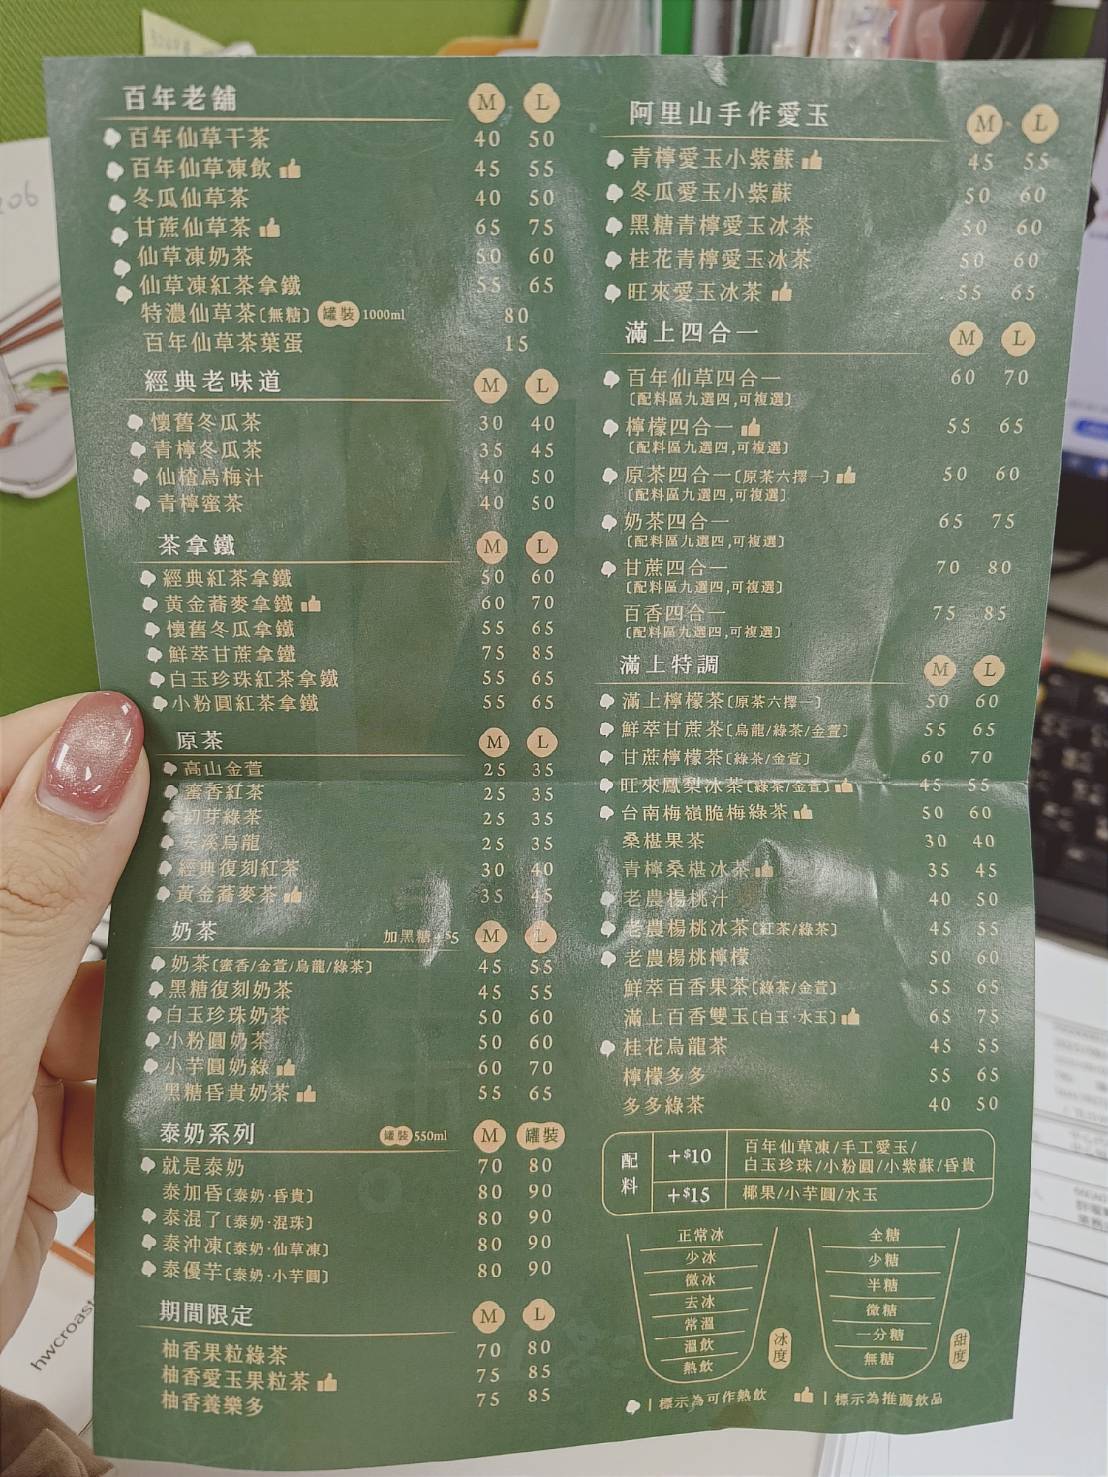 百年老舖 M L
百年仙草干茶 40 50
百年仙草凍飲 45 55
冬瓜仙草茶 40 50
甘蔗仙草茶 65 75
仙草凍奶茶 50 60
仙草凍紅茶拿鐵 55 65
特濃仙草茶〔無糖〕 罐裝 1000ml 80
百年仙草茶葉蛋 15
經典老味道 M L
懷舊冬瓜茶 30 40
青檸冬瓜茶 35 45
仙楂烏梅汁 40 50
青檸蜜茶 40 50
茶拿鐵 M L
經典紅茶拿鐵 50 60
黃金蕎麥拿鐵 60 70
懷舊冬瓜拿鐵 55 65
鮮萃甘蔗拿鐵 75 85
白玉珍珠紅茶拿鐵 55 65
小粉圓紅茶拿鐵 55 65
原茶 M L
高山金萱 25 35
蜜香紅茶 25 35
初芽綠茶 25 35
溪烏龍 25 35
經典復刻紅茶 30 40
黃金蕎麥茶 35 45
奶茶 加黑糖+$5 M L
奶茶〔蜜香/金萱/烏龍/綠茶〕 45 55
黑糖復刻奶茶 45 55
白玉珍珠奶茶 50 60
小粉圓奶茶 50 60
小芋圓奶綠 60 70
黑糖昏貴奶茶 55 65
泰奶系列 罐裝 550ml M 罐裝
就是泰奶 70 80
泰加昏〔泰奶·昏貴〕 80 90
泰混了〔泰奶·混珠〕 80 90
泰沖凍〔泰奶·仙草凍〕 80 90
泰優芋〔泰奶·小芋圓〕 80 90
期間限定 M L
柚香果粒綠茶 70 80
柚香愛玉果粒茶 75 85
柚香養樂多 75 85
阿里山手作愛玉 M L
青檸愛玉小紫蘇 45 55
冬瓜愛玉小紫蘇 50 60
黑糖青檸愛玉冰茶 50 60
桂花青檸愛玉冰茶 50 60
旺來愛玉冰茶 55 65
滿上四合一 M L
百年仙草四合一 60 70
〔配料區九選四,可複選〕
檸檬四合一 55 65
〔配料區九選四,可複選〕
原茶四合一〔原茶六擇一〕 50 60
〔配料區九選四,可複選〕
奶茶四合一 65 75
〔配料區九選四,可複選〕
甘蔗四合一 70 80
〔配料區九選四,可複選〕
百香四合一 75 85
〔配料區九選四,可複選〕
滿上特調 M L
滿上檸檬茶〔原茶六擇一〕 50 60
鮮萃甘蔗茶〔烏龍/綠茶/金萱〕 55 65
甘蔗檸檬茶〔綠茶/金萱〕 60 70
旺來鳳梨冰茶〔綠茶/金萱〕 45 55
台南梅嶺脆梅綠茶 50 60
桑椹果茶 30 40
青檸桑椹冰茶 35 45
老農楊桃汁 40 50
老農楊桃冰茶〔紅茶/綠茶〕 45 55
老農楊桃檸檬 50 60
鮮萃百香果茶〔綠茶/金萱〕 55 65
滿上百香雙玉〔白玉·水玉〕 65 75
桂花烏龍茶 45 55
檸檬多多 55 65
多多綠茶 40 50
配料
+$10 百年仙草凍/手工愛玉/
白玉珍珠/小粉圓/小紫蘇/昏貴
+$15 椰果/小芋圓/水玉
正常冰
少冰
微冰
去冰
常溫
溫飲
熱飲
冰度
全糖
少糖
半糖
微糖
一分糖
無糖
甜度
| 標示為可作熱飲
| 標示為推薦飲品
hwcroast